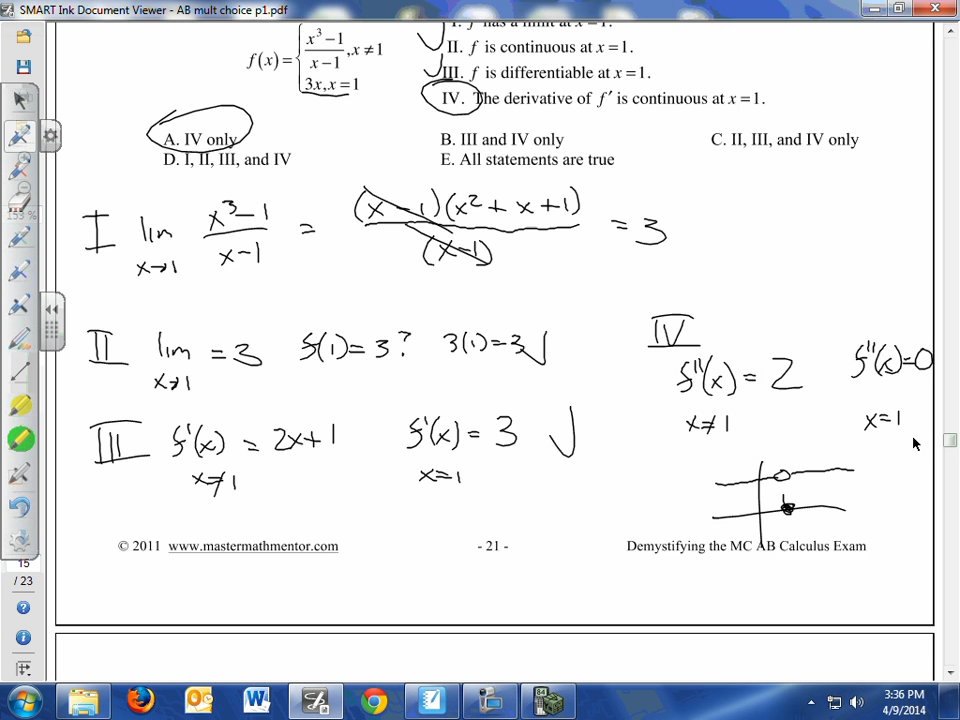 SMART Ink Document Viewer - AB mult choice p1.pdf
f(x) = { x³ −1 / x −1 , x ≠ 1
3x, x = 1
I. f has a limit at x = 1.
II. f is continuous at x = 1.
III. f is differentiable at x = 1.
IV. The derivative of f′ is continuous at x = 1.
A. IV only B. III and IV only C. II, III, and IV only
D. I, II, III, and IV E. All statements are true
153 %
I lim x→1 x³−1 / x−1 = (x−1)(x²+x+1) / (x−1) = 3
II lim x→1 = 3 f(1)=3? 3(1)=3 √
III f'(x) = 2x+1 x≠1 f'(x) = 3 x=1 √
IV
f''(x) = 2 x≠1 f''(x)=0 x=1
© 2011 www.mastermathmentor.com - 21 - Demystifying the MC AB Calculus Exam
15
/ 23
3:36 PM
4/9/2014